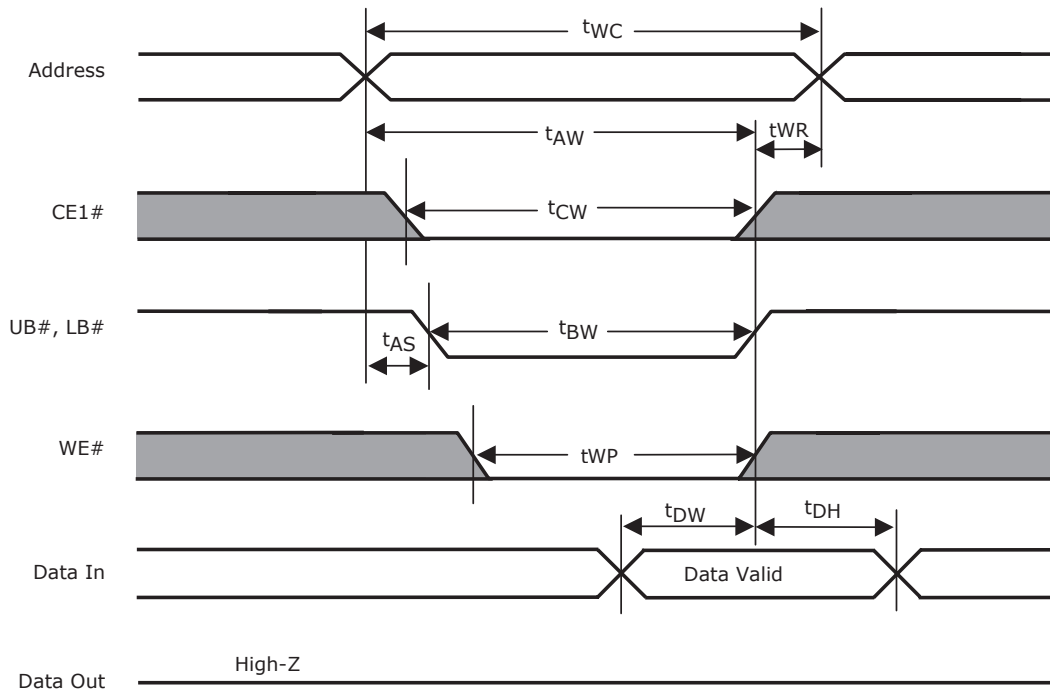 tWC
Address
tAW
tWR
CE1#
tCW
UB#, LB#
tBW
tAS
WE#
tWP
tDW
tDH
Data In
Data Valid
High-Z
Data Out